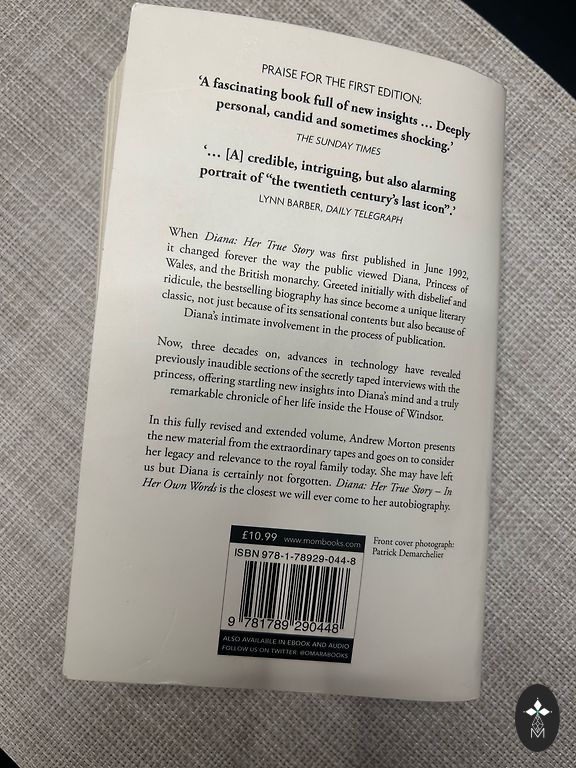 PRAISE FOR THE FIRST EDITION:
‘A fascinating book full of new insights … Deeply
personal, candid and sometimes shocking.’
THE SUNDAY TIMES
‘… [A] credible, intriguing, but also alarming
portrait of “the twentieth century’s last icon”.’
LYNN BARBER, DAILY TELEGRAPH
When Diana: Her True Story was first published in June 1992,
it changed forever the way the public viewed Diana, Princess of
Wales, and the British monarchy. Greeted initially with disbelief and
ridicule, the bestselling biography has since become a unique literary
classic, not just because of its sensational contents but also because of
Diana’s intimate involvement in the process of publication.
Now, three decades on, advances in technology have revealed
previously inaudible sections of the secretly taped interviews with the
princess, offering startling new insights into Diana’s mind and a truly
remarkable chronicle of her life inside the House of Windsor.
In this fully revised and extended volume, Andrew Morton presents
the new material from the extraordinary tapes and goes on to consider
her legacy and relevance to the royal family today. She may have left
us but Diana is certainly not forgotten. Diana: Her True Story – In
Her Own Words is the closest we will ever come to her autobiography.
£10.99 www.mombooks.com
ISBN 978-1-78929-044-8
9 781789 290448
ALSO AVAILABLE IN EBOOK AND AUDIO
FOLLOW US ON TWITTER: @OMARABOOKS
Front cover photograph:
Patrick Demarchelier
M